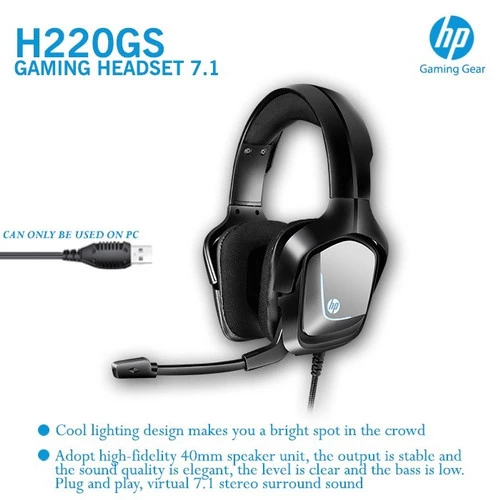 H220GS
GAMING HEADSET 7.1
hp
Gaming Gear
CAN ONLY BE USED ON PC
hp
Cool lighting design makes you a bright spot in the crowd
Adopt high-fidelity 40mm speaker unit, the output is stable and
the sound quality is elegant, the level is clear and the bass is low.
Plug and play, virtual 7.1 stereo surround sound